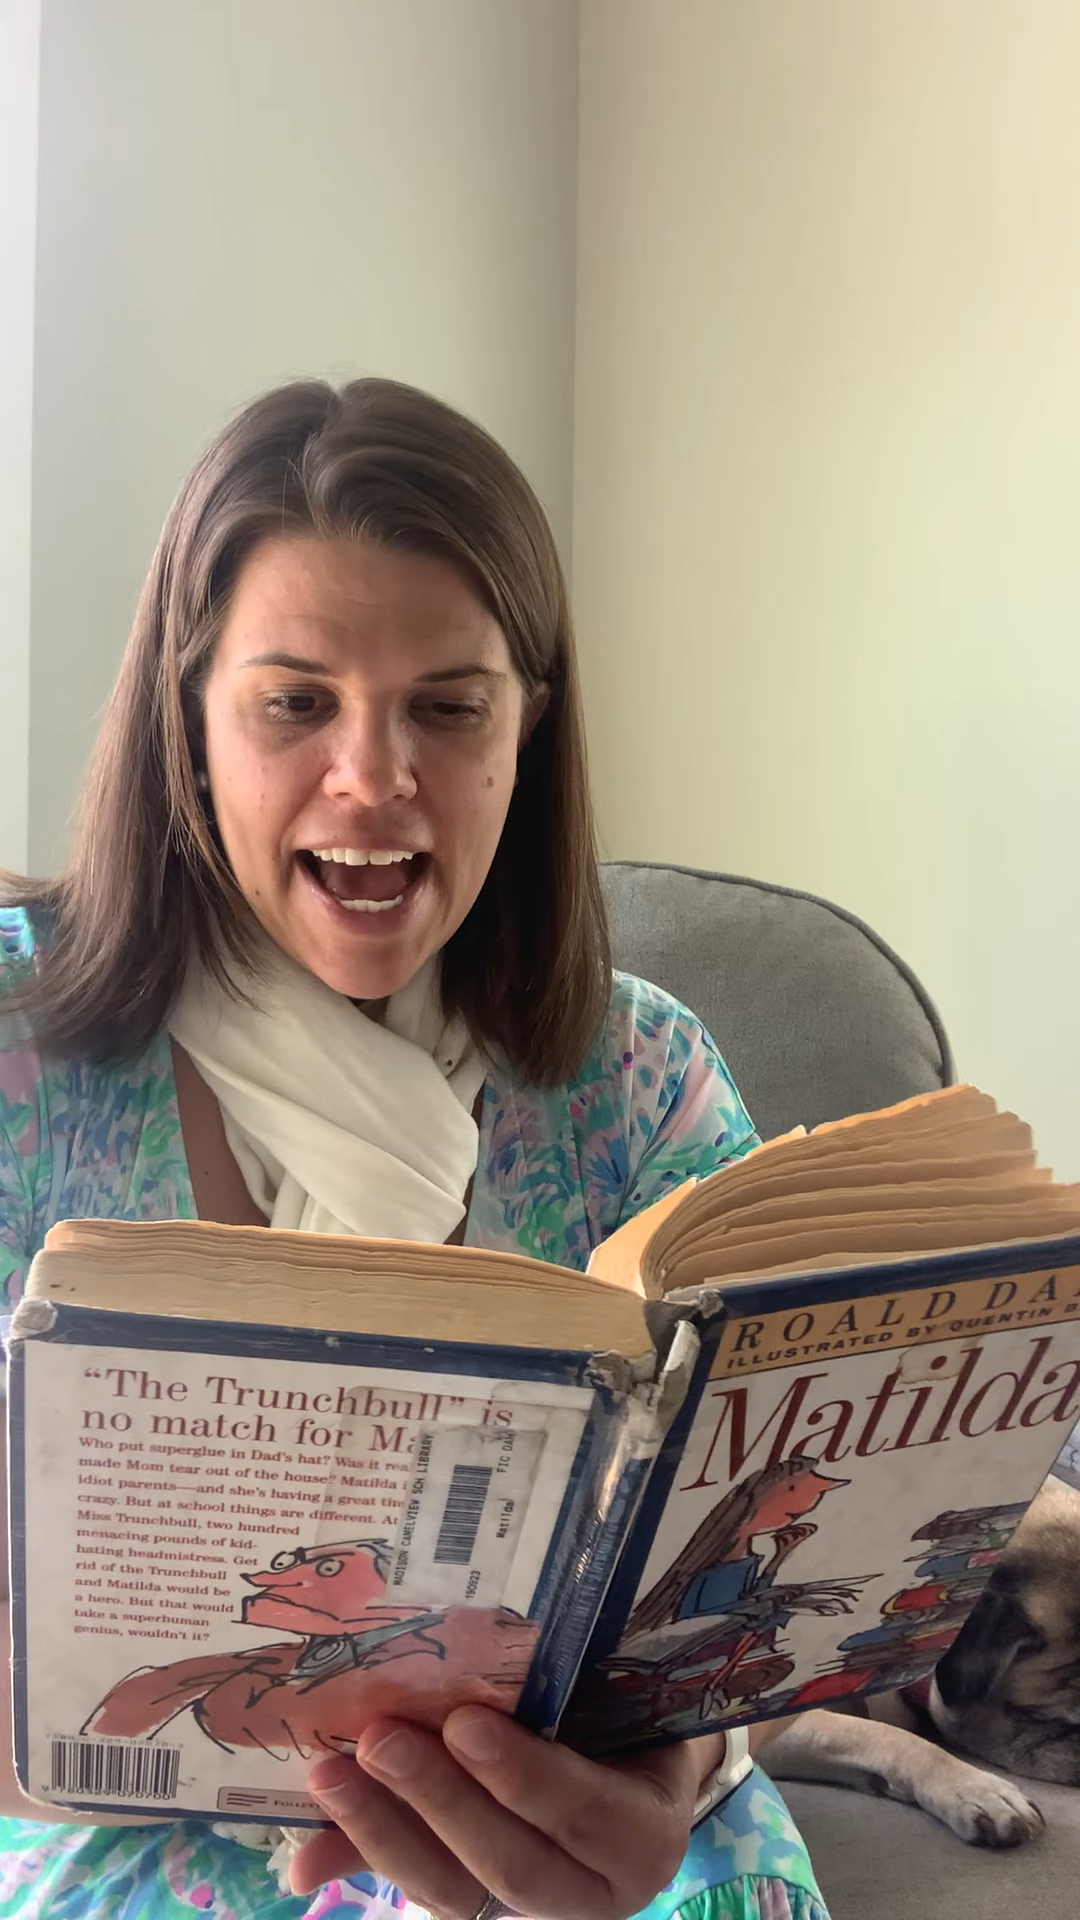 "The Trunchbull" is
no match for
Who put superglue in Dad's hat? Was it
made Mom tear out of the house? Matilda
idiot parents—and she's having a great
crazy. But at school things are different. At
Miss Trunchbull, two hundred
menacing pounds of kid-
hating headmistress. Get
rid of the Trunchbull
and Matilda would be
a hero. But that would
take a superhuman
genius, wouldn't it?
MADISON CAMELVIEW SCH LIBRARY
FIC DAH
Matilda
190923
9 780329 070700
ROALD
ILLUSTRATED BY QUENTIN
Matilda